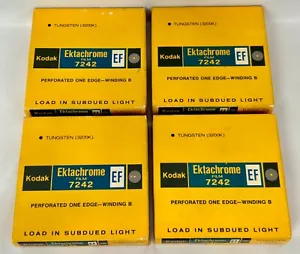 • TUNGSTEN (3200K)
Kodak Ektachrome FILM 7242 EF
PERFORATED ONE EDGE—WINDING B
LOAD IN SUBDUED LIGHT
• TUNGSTEN (3200K)
Kodak Ektachrome FILM 7242 EF
PERFORATED ONE EDGE—WINDING B
LOAD IN SUBDUED LIGHT
• TUNGSTEN (3200K)
Kodak Ektachrome FILM 7242 EF
PERFORATED ONE EDGE—WINDING B
LOAD IN SUBDUED LIGHT
• TUNGSTEN (3200K)
Kodak Ektachrome FILM 7242 EF
PERFORATED ONE EDGE—WINDING B
LOAD IN SUBDUED LIGHT